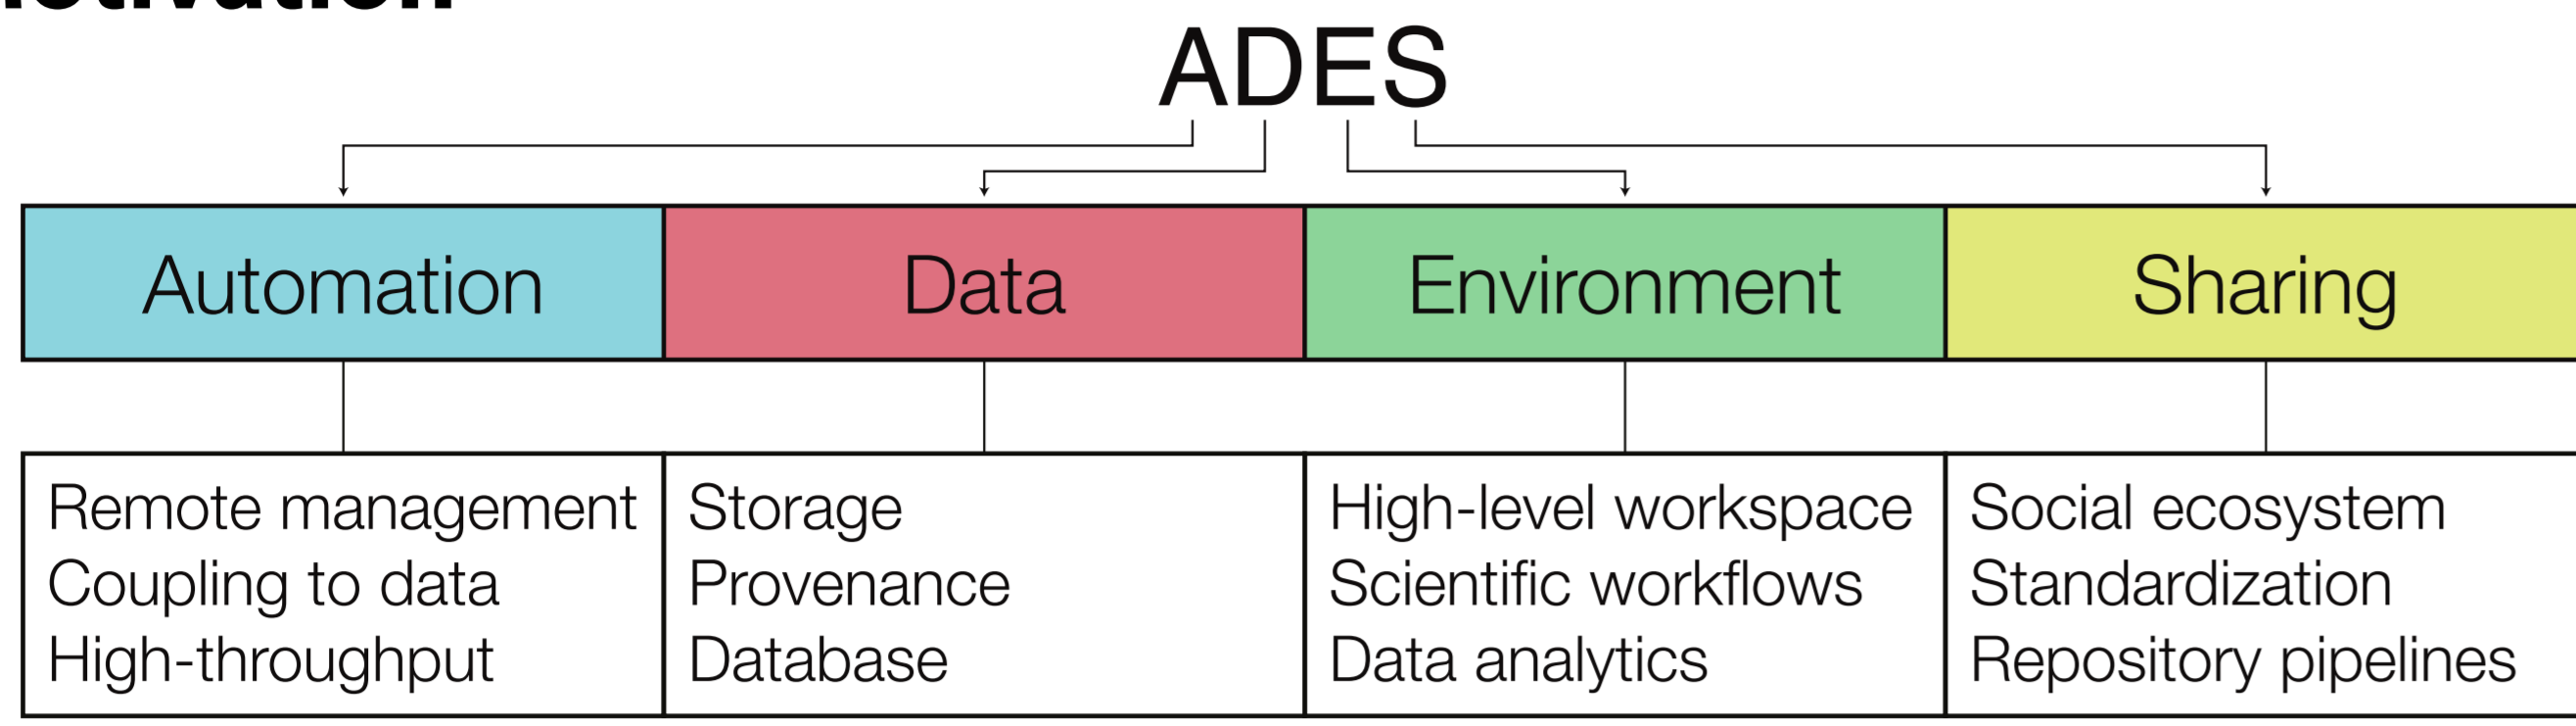 ADES
Automation
Data
Environment
Sharing
Remote management
Coupling to data
High-throughput
Storage
Provenance
Database
High-level workspace
Scientific workflows
Data analytics
Social ecosystem
Standardization
Repository pipelines